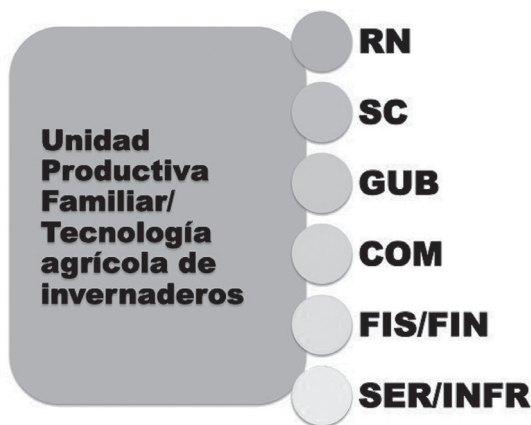 Unidad
Productiva
Familiar/
Tecnología
agrícola de
invernaderos
RN
SC
GUB
COM
FIS/FIN
SER/INFR